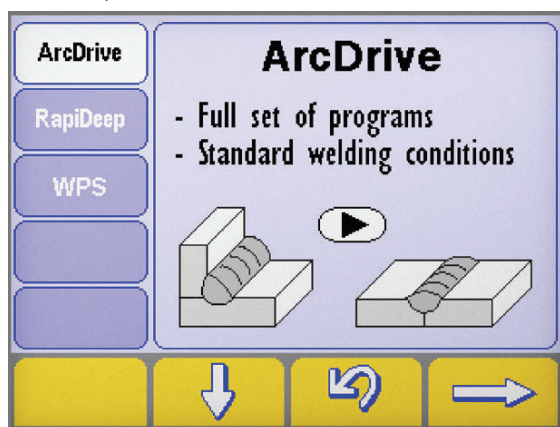 ArcDrive
RapiDeep
WPS
ArcDrive
- Full set of programs
- Standard welding conditions